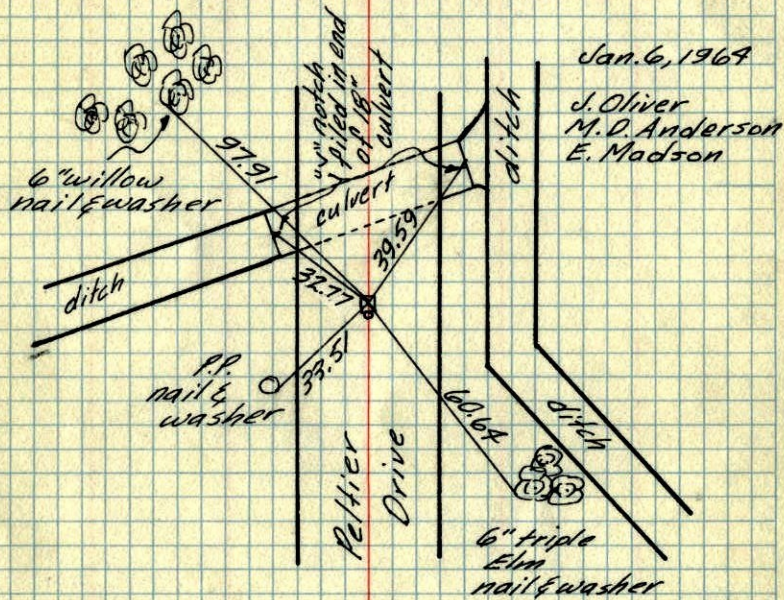 Jan. 6, 1964
J. Oliver
M.D. Anderson
E. Madson
"V" notch
filed in end
of 18"
culvert
ditch
97.91
6" willow
nail & washer
culvert
39.59
32.77
ditch
P.P.
nail &
washer
33.51
60.64
ditch
Peltier
Drive
6" triple
Elm
nail & washer